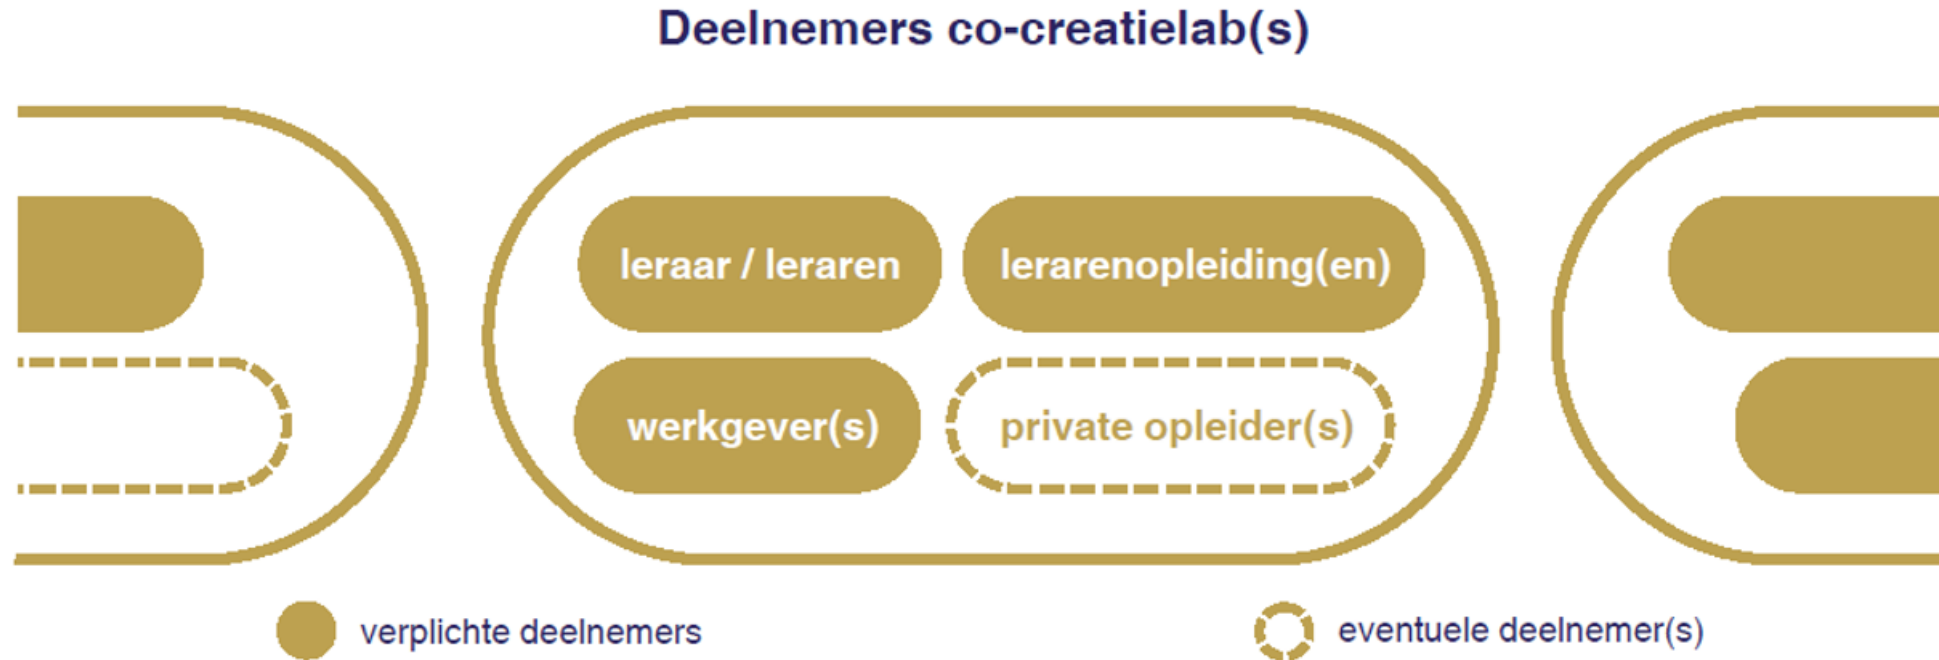 Deelnemers co-creatielab(s)
leraar / leraren
lerarenopleiding(en)
werkgever(s)
private opleider(s)
verplichte deelnemers
eventuele deelnemer(s)